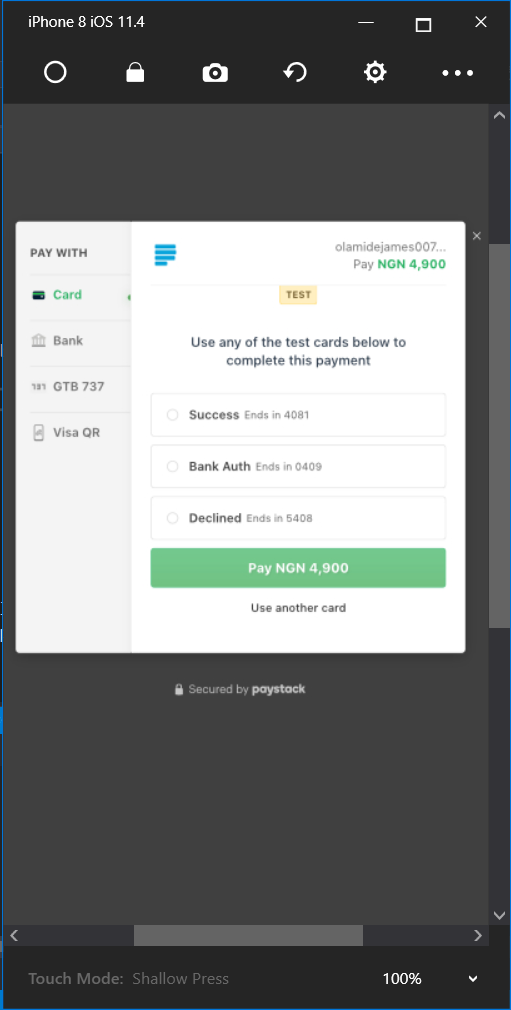 iPhone 8 iOS 11.4
PAY WITH
Card
Bank
737 GTB 737
Visa QR
olamidejames007...
Pay NGN 4,900
TEST
Use any of the test cards below to
complete this payment
Success Ends in 4081
Bank Auth Ends in 0409
Declined Ends in 5408
Pay NGN 4,900
Use another card
Secured by paystack
Touch Mode: Shallow Press
100%